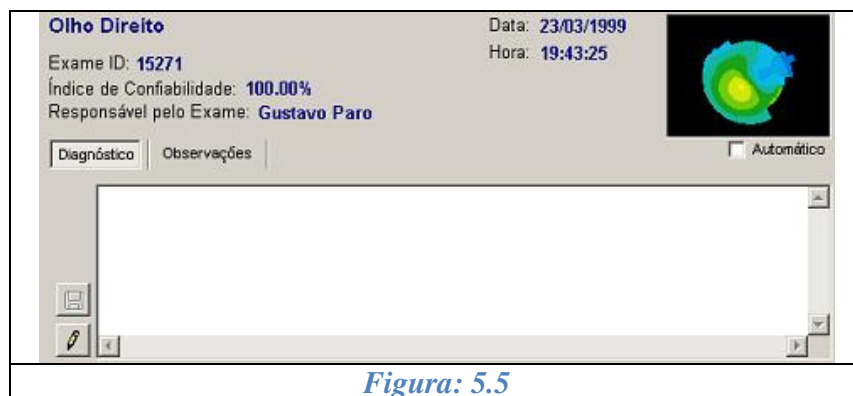 Olho Direito
Data: 23/03/1999
Hora: 19:43:25
Exame ID: 15271
Índice de Confiabilidade: 100.00%
Responsável pelo Exame: Gustavo Paro
Diagnóstico Observações
Automático
Figura: 5.5